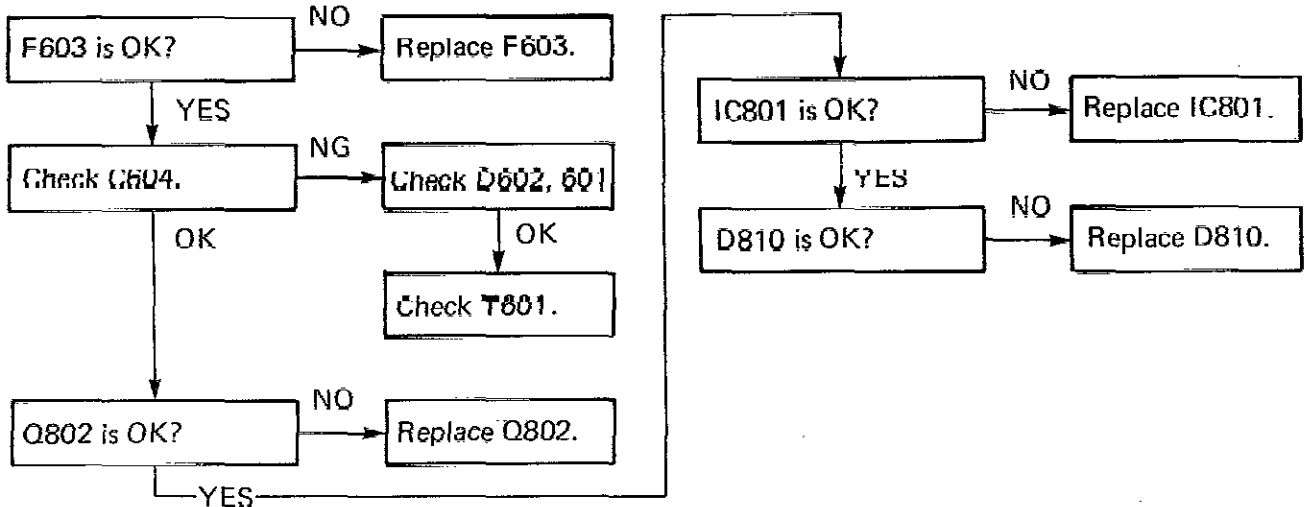 F603 is OK?
NO
Replace F603.
YES
Check C604.
NG
Check D602, 601
OK
OK
Check T601.
Q802 is OK?
NO
Replace Q802.
YES
IC801 is OK?
NO
Replace IC801.
YES
D810 is OK?
NO
Replace D810.